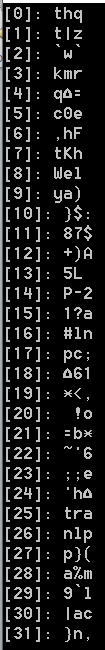 [0]: thq
[1]: t|z
[2]: `w`
[3]: kmr
[4]: q∆=
[5]: c0e
[6]: ,hF
[7]: tKh
[8]: Wel
[9]: ya)
[10]: }$:
[11]: 87$
[12]: +)A
[13]: 5L
[14]: P-2
[15]: 1?a
[16]: #ln
[17]: pc;
[18]: ∆61
[19]: *<,
[20]:  !o
[21]: =b*
[22]: ~'6
[23]: ;;e
[24]: 'h∆
[25]: tra
[26]: nlp
[27]: p}(
[28]: a%m
[29]: 9`l
[30]: |ac
[31]: }n,